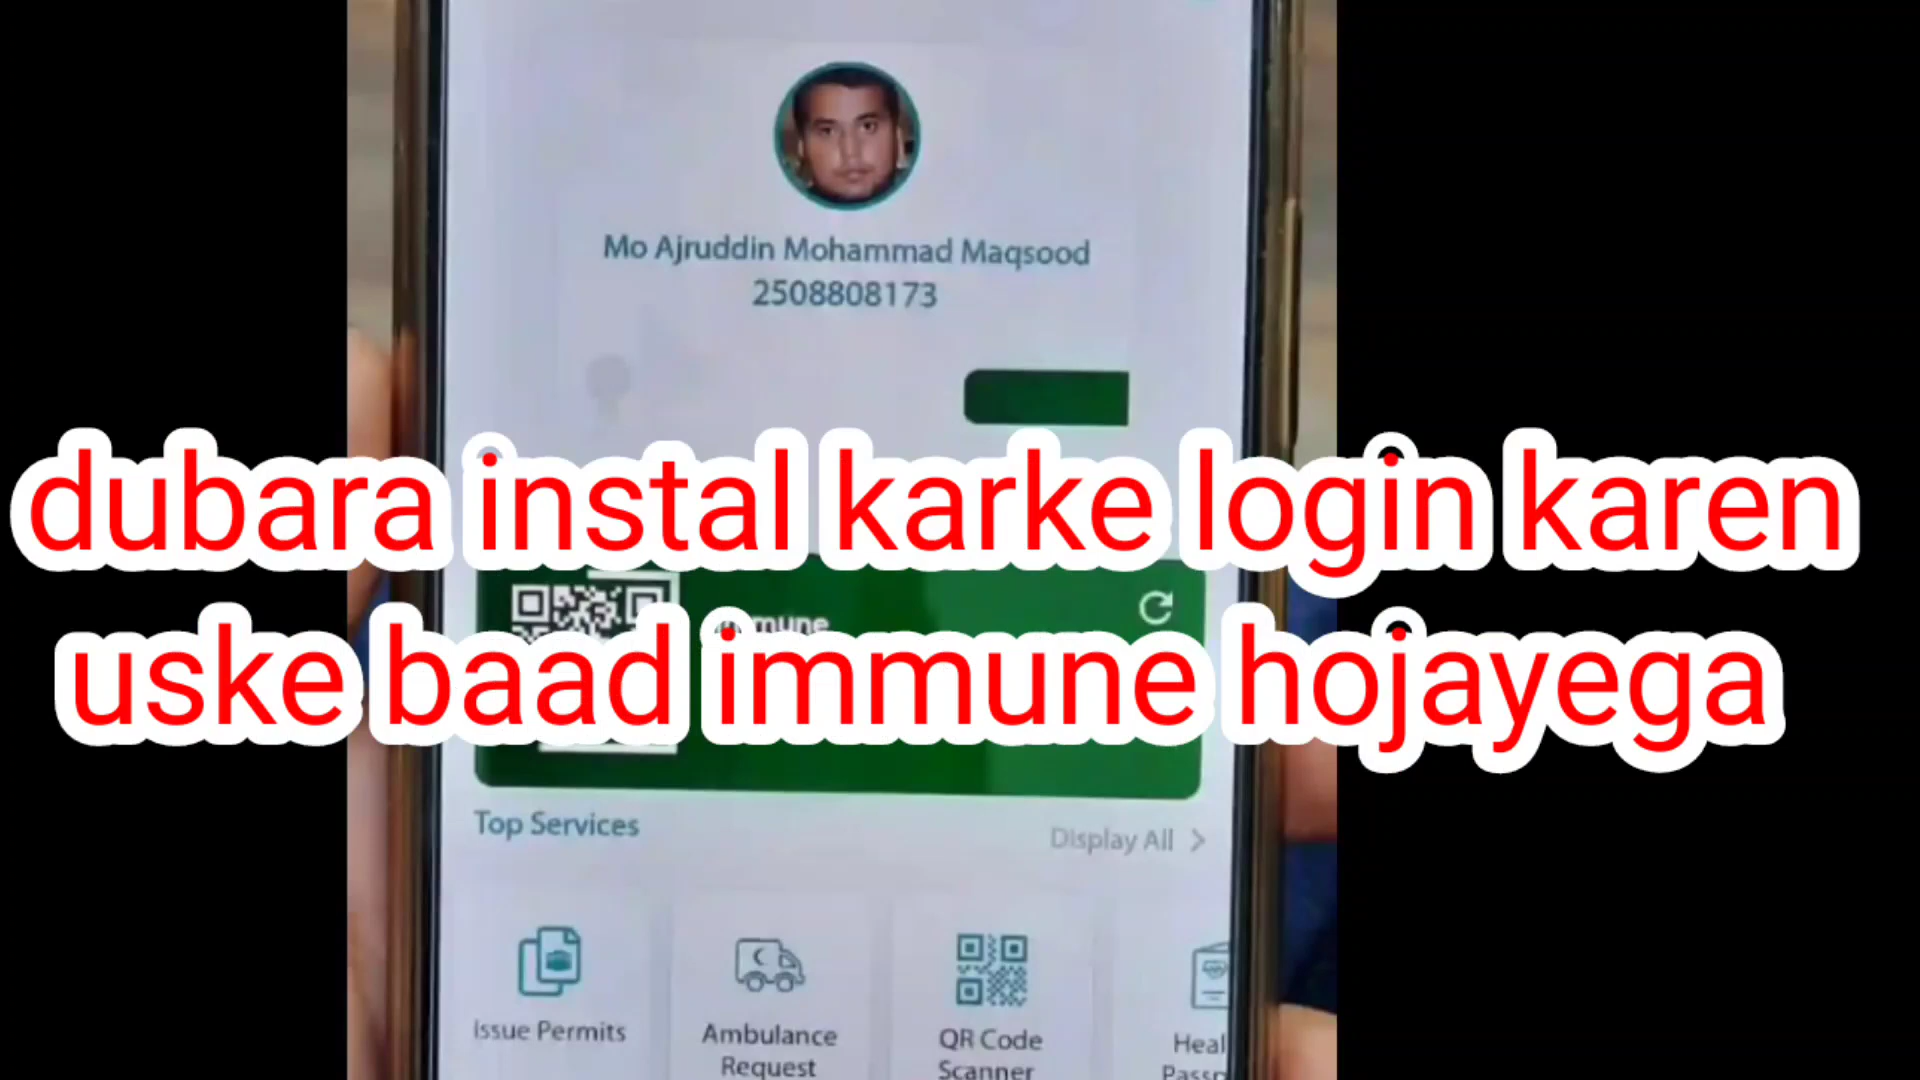 Mo Ajruddin Mohammad Maqsood
2508808173
dubara instal karke login karen
uske baad immune hojayega
Top Services
Display All
Issue Permits
Ambulance
Request
QR Code
Scanner